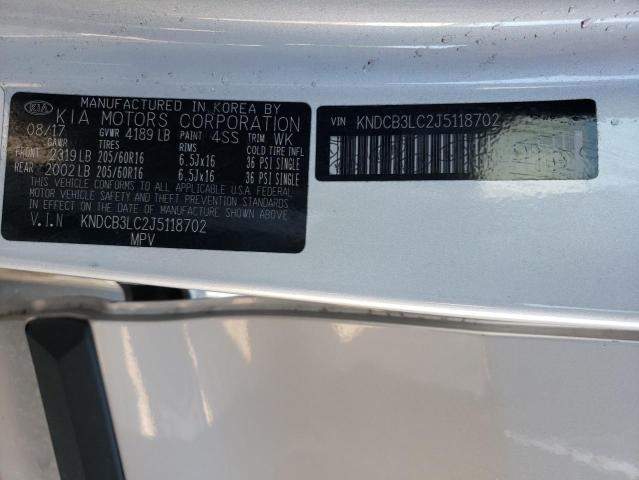 KIA
MANUFACTURED IN KOREA BY
KIA MOTORS CORPORATION
08/17 GVWR 4189 LB PAINT 4SS TRIM WK
GAWR TIRES RIMS COLD TIRE INFL
FRONT 2319 LB 205/60R16 6.5Jx16 36 PSI SINGLE
REAR 2002 LB 205/60R16 6.5Jx16 36 PSI SINGLE
THIS VEHICLE CONFORMS TO ALL APPLICABLE U.S.A. FEDERAL
MOTOR VEHICLE SAFETY AND THEFT PREVENTION STANDARDS
IN EFFECT ON THE DATE OF MANUFACTURE SHOWN ABOVE.
V.I.N KNDCB3LC2J5118702
MPV
VIN KNDCB3LC2J5118702